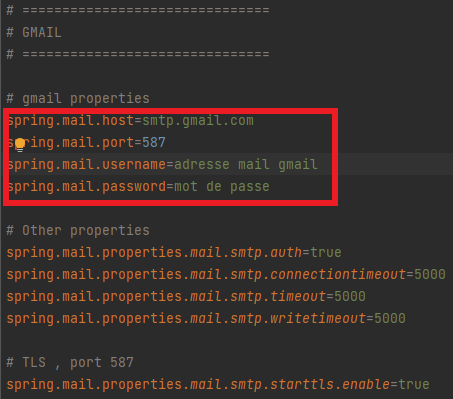 # ==============================
# GMAIL
# ==============================
# gmail properties
spring.mail.host=smtp.gmail.com
spring.mail.port=587
spring.mail.username=adresse mail gmail
spring.mail.password=mot de passe
# Other properties
spring.mail.properties.mail.smtp.auth=true
spring.mail.properties.mail.smtp.connectiontimeout=5000
spring.mail.properties.mail.smtp.timeout=5000
spring.mail.properties.mail.smtp.writetimeout=5000
# TLS , port 587
spring.mail.properties.mail.smtp.starttls.enable=true